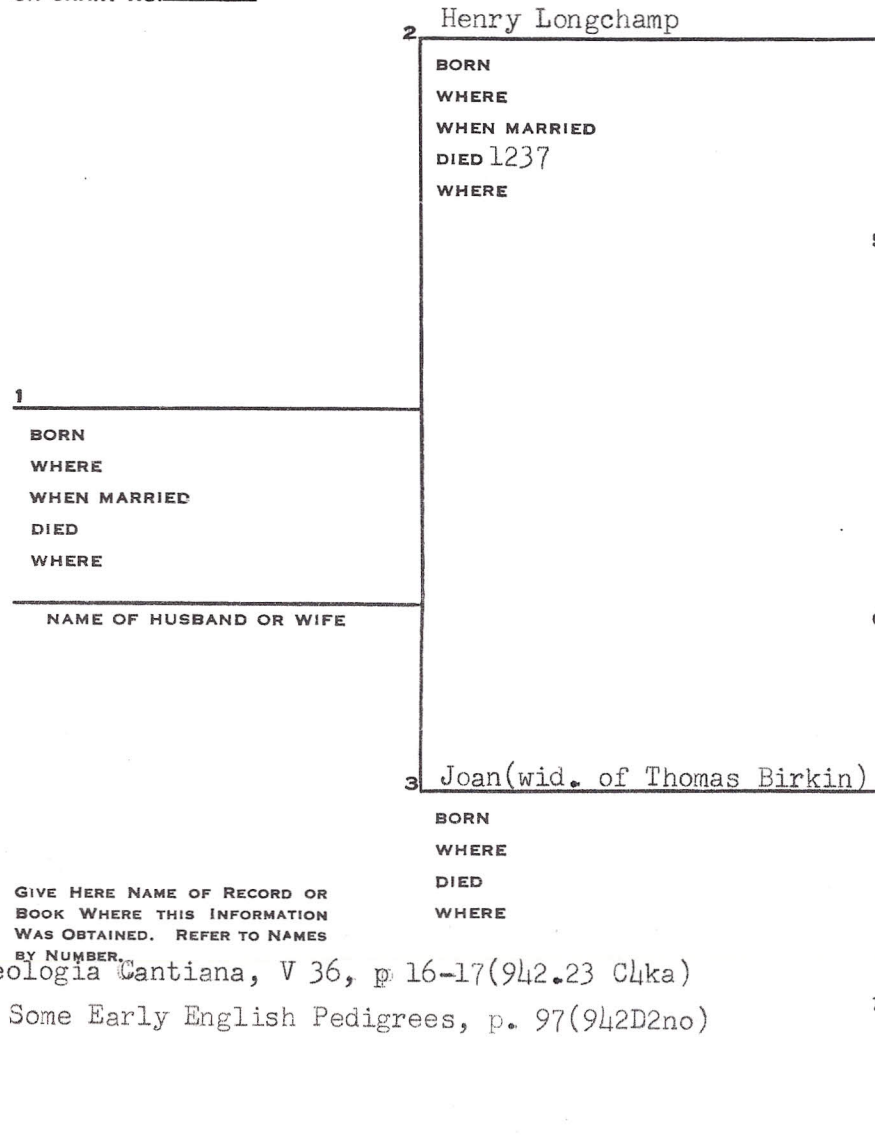 2 Henry Longchamp
BORN
WHERE
WHEN MARRIED
DIED 1237
WHERE
1
BORN
WHERE
WHEN MARRIED
DIED
WHERE
NAME OF HUSBAND OR WIFE
3 Joan(wid. of Thomas Birkin)
BORN
WHERE
DIED
WHERE
GIVE HERE NAME OF RECORD OR
BOOK WHERE THIS INFORMATION
WAS OBTAINED. REFER TO NAMES
BY NUMBER.
eologia Cantiana, V 36, p 16-17(942.23 C4ka)
Some Early English Pedigrees, p. 97(942D2no)